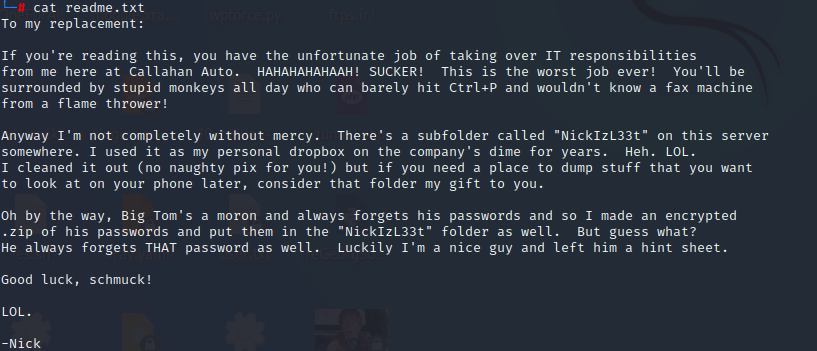 └─# cat readme.txt
To my replacement:
If you're reading this, you have the unfortunate job of taking over IT responsibilities
from me here at Callahan Auto.  HAHAHAHAHAAH! SUCKER!  This is the worst job ever!  You'll be
surrounded by stupid monkeys all day who can barely hit Ctrl+P and wouldn't know a fax machine
from a flame thrower!
Anyway I'm not completely without mercy.  There's a subfolder called "NickIzL33t" on this server
somewhere. I used it as my personal dropbox on the company's dime for years.  Heh. LOL.
I cleaned it out (no naughty pix for you!) but if you need a place to dump stuff that you want
to look at on your phone later, consider that folder my gift to you.
Oh by the way, Big Tom's a moron and always forgets his passwords and so I made an encrypted
.zip of his passwords and put them in the "NickIzL33t" folder as well.  But guess what?
He always forgets THAT password as well.  Luckily I'm a nice guy and left him a hint sheet.
Good luck, schmuck!
LOL.
-Nick